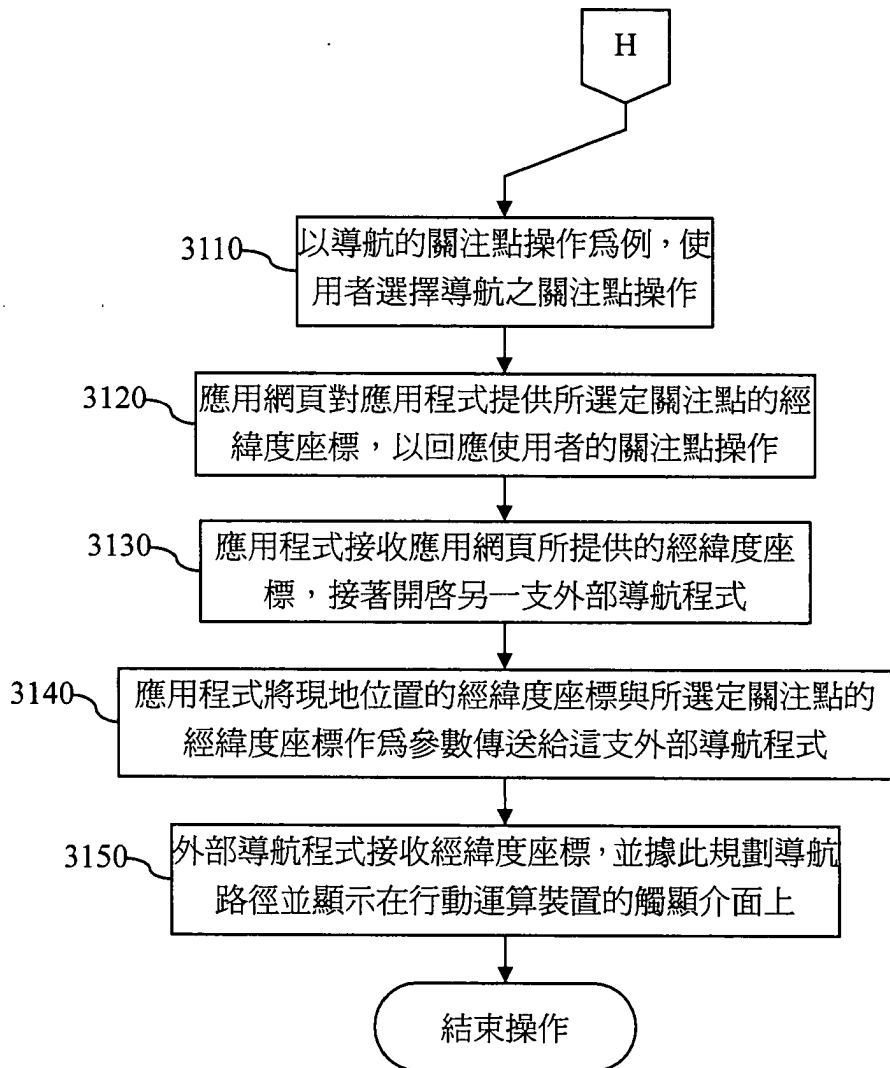 H
3110
以導航的關注點操作爲例，使
用者選擇導航之關注點操作
3120
應用網頁對應用程式提供所選定關注點的經
緯度座標，以回應使用者的關注點操作
3130
應用程式接收應用網頁所提供的經緯度座
標，接著開啓另一支外部導航程式
3140
應用程式將現地位置的經緯度座標與所選定關注點的
經緯度座標作爲參數傳送給這支外部導航程式
3150
外部導航程式接收經緯度座標，並據此規劃導航
路徑並顯示在行動運算裝置的觸顯介面上
結束操作